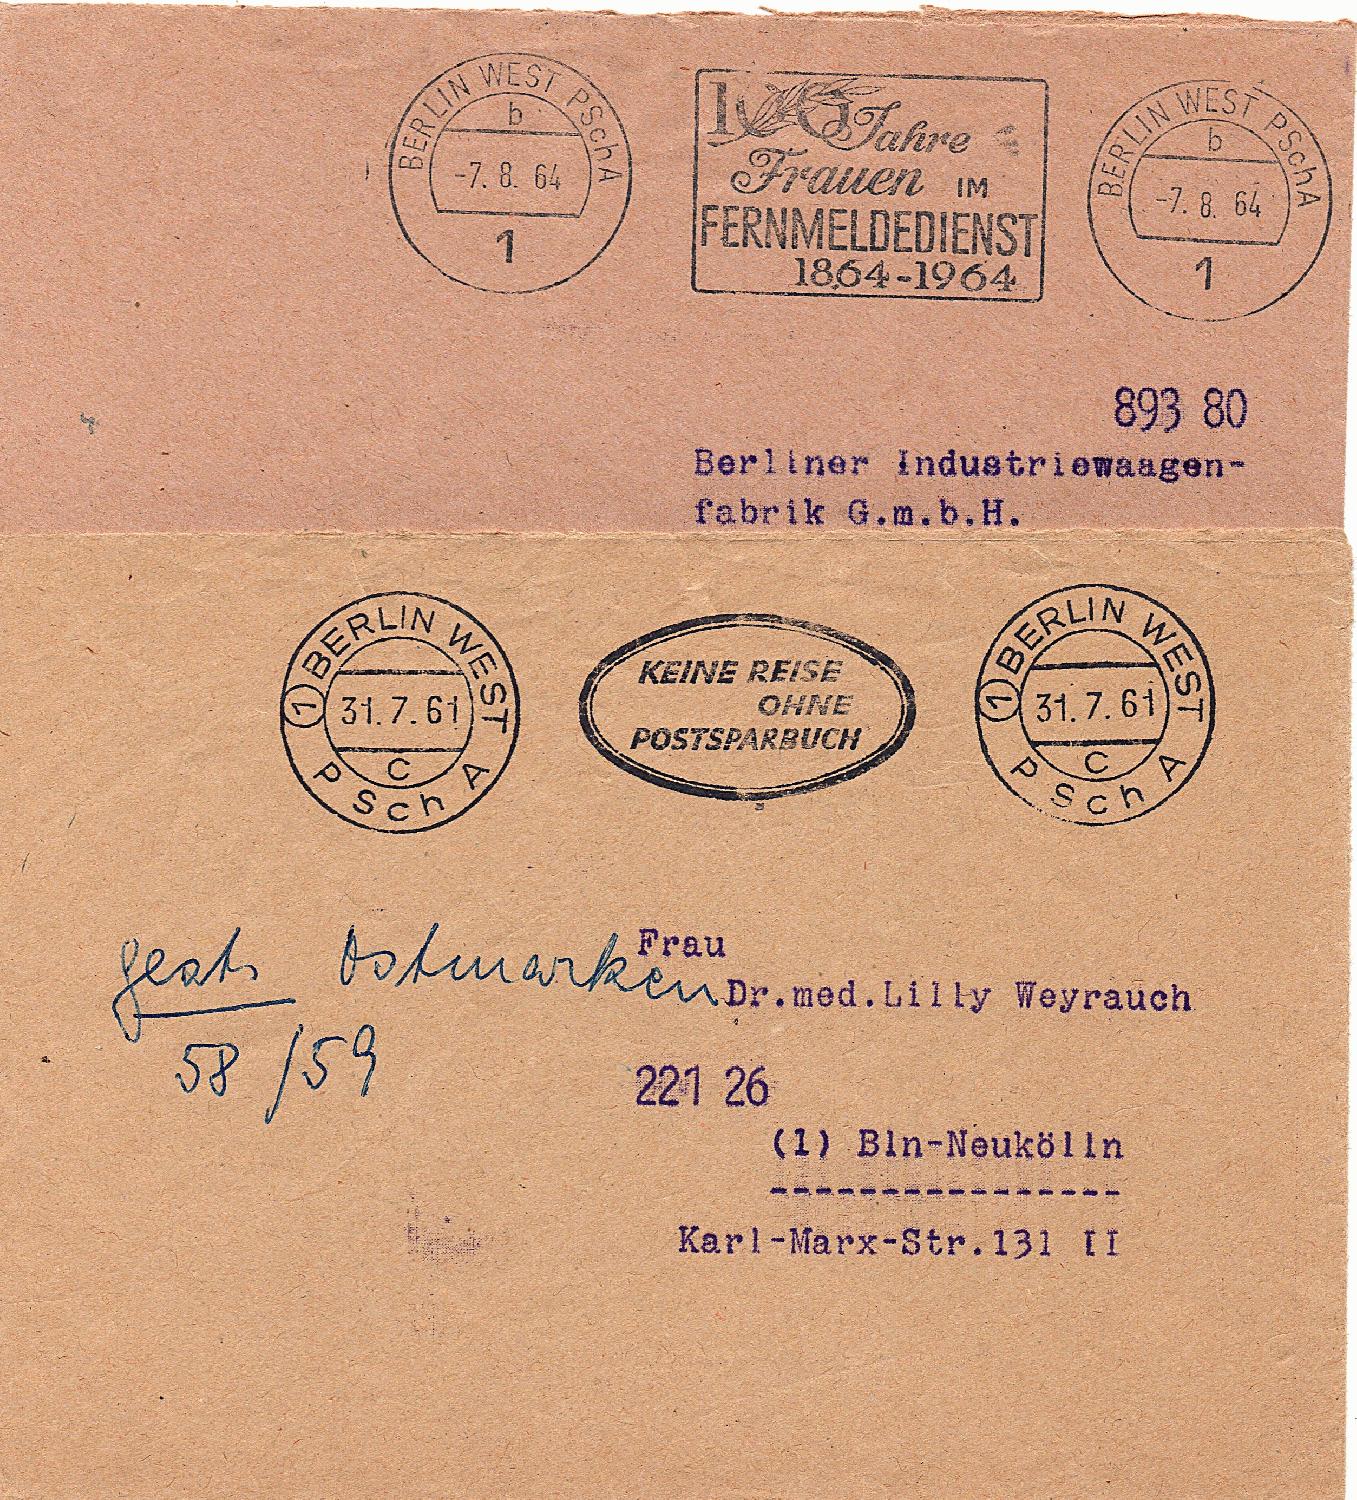 BERLIN WEST PSchA
b
-7. 8. 64
1
100 Jahre
Frauen IM
FERNMELDEDIENST
1864-1964
BERLIN WEST PSchA
b
-7. 8. 64
1
893 80
Berliner Industriewaagen-
fabrik G.m.b.H.
(1) BERLIN WEST
31.7.61
c
PSchA
KEINE REISE
OHNE
POSTSPARBUCH
(1) BERLIN WEST
31.7.61
c
PSchA
Ostmarken
58/59
Frau
Dr.med.Lilly Weyrauch
221 26
(1) Bln-Neukölln
----------------
Karl-Marx-Str.131 II